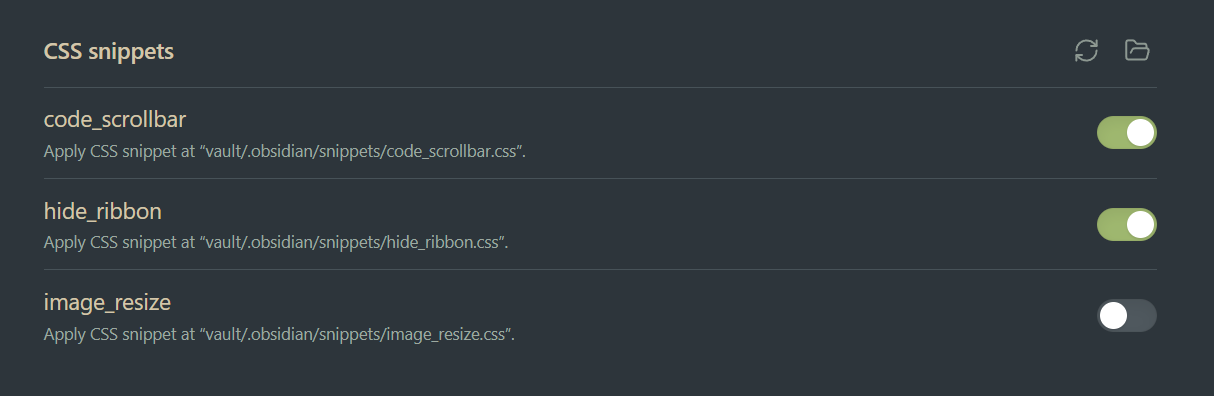 CSS snippets
code_scrollbar
Apply CSS snippet at “vault/.obsidian/snippets/code_scrollbar.css”.
hide_ribbon
Apply CSS snippet at “vault/.obsidian/snippets/hide_ribbon.css”.
image_resize
Apply CSS snippet at “vault/.obsidian/snippets/image_resize.css”.